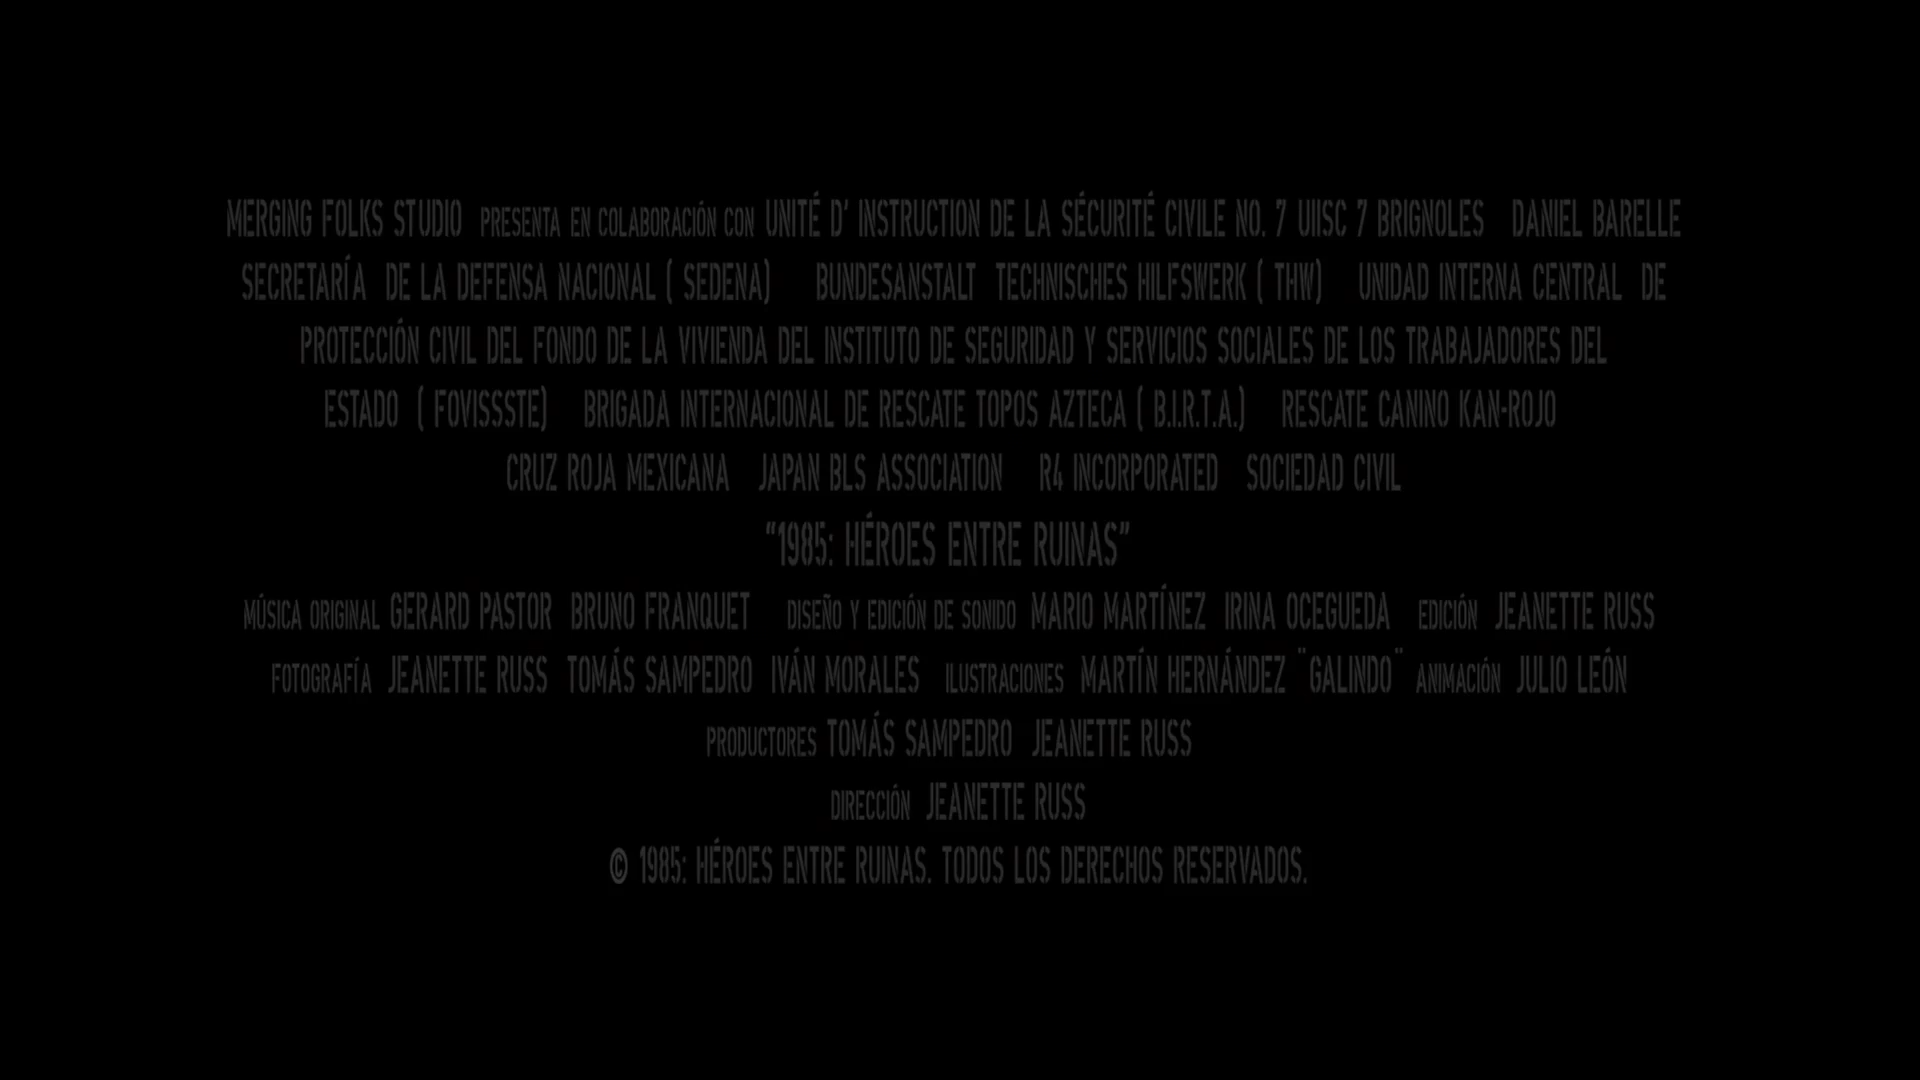 MERGING FOLKS STUDIO PRESENTA EN COLABORACIÓN CON UNITÉ D' INSTRUCTION DE LA SÉCURITÉ CIVILE NO. 7 UIISC 7 BRIGNOLES DANIEL BARELLE
SECRETARÍA DE LA DEFENSA NACIONAL ( SEDENA) BUNDESANSTALT TECHNISCHES HILFSWERK ( THW) UNIDAD INTERNA CENTRAL DE
PROTECCIÓN CIVIL DEL FONDO DE LA VIVIENDA DEL INSTITUTO DE SEGURIDAD Y SERVICIOS SOCIALES DE LOS TRABAJADORES DEL
ESTADO ( FOVISSSTE) BRIGADA INTERNACIONAL DE RESCATE TOPOS AZTECA ( B.I.R.T.A.) RESCATE CANINO KAN-ROJO
CRUZ ROJA MEXICANA JAPAN BLS ASSOCIATION R4 INCORPORATED SOCIEDAD CIVIL
“1985: HÉROES ENTRE RUINAS”
MÚSICA ORIGINAL GERARD PASTOR BRUNO FRANQUET DISEÑO Y EDICIÓN DE SONIDO MARIO MARTÍNEZ IRINA OCEGUEDA EDICIÓN JEANETTE RUSS
FOTOGRAFÍA JEANETTE RUSS TOMÁS SAMPEDRO IVÁN MORALES ILUSTRACIONES MARTÍN HERNÁNDEZ ¨GALINDO¨ ANIMACIÓN JULIO LEÓN
PRODUCTORES TOMÁS SAMPEDRO JEANETTE RUSS
DIRECCIÓN JEANETTE RUSS
© 1985: HÉROES ENTRE RUINAS. TODOS LOS DERECHOS RESERVADOS.